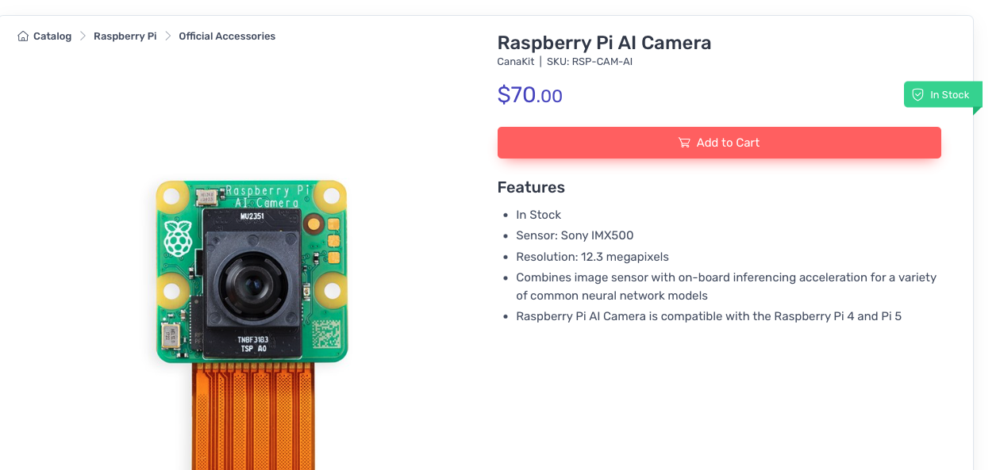 Catalog > Raspberry Pi > Official Accessories
Raspberry Pi AI Camera
CanaKit | SKU: RSP-CAM-AI
$70.00
In Stock
Add to Cart
Features
• In Stock
• Sensor: Sony IMX500
• Resolution: 12.3 megapixels
• Combines image sensor with on-board inferencing acceleration for a variety
of common neural network models
• Raspberry Pi AI Camera is compatible with the Raspberry Pi 4 and Pi 5
Raspberry Pi
AI Camera
MU2351
TNBF3183
TSP A0